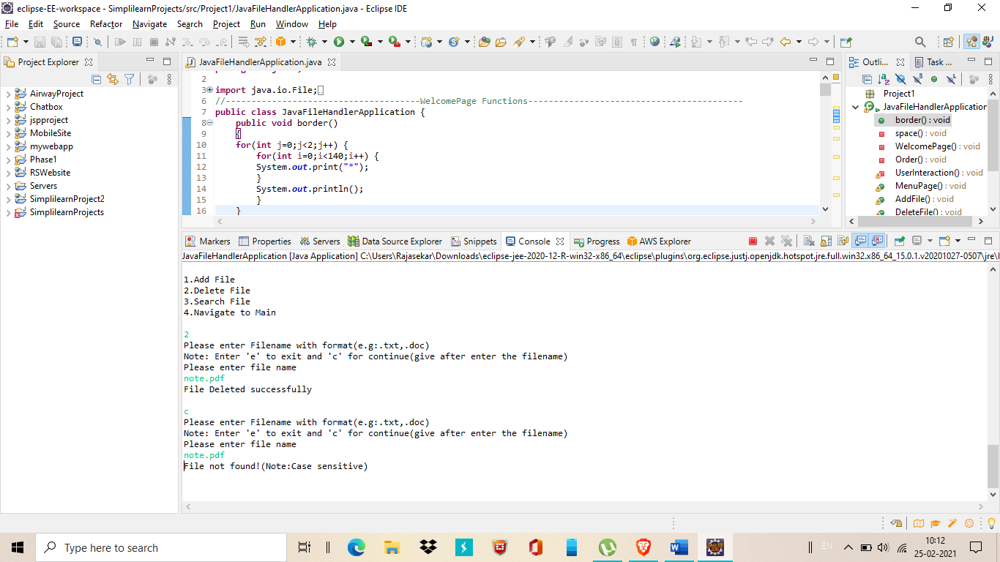 eclipse-EE-workspace - SimplilearnProjects/src/Project1/JavaFileHandlerApplication.java - Eclipse IDE
File Edit Source Refactor Navigate Search Project Run Window Help
Project Explorer
AirwayProject
Chatbox
jspproject
MobileSite
mywebapp
Phase1
RSWebsite
Servers
SimplilearnProject2
SimplilearnProjects
JavaFileHandlerApplication.java
2
3 import java.io.File;
6 //--------------------------------------WelcomePage Functions------------------------------------------
7 public class JavaFileHandlerApplication {
8 public void border()
9 {
10 for(int j=0;j<2;j++) {
11 for(int i=0;i<140;i++) {
12 System.out.print("*");
13 }
14 System.out.println();
15 }
16 }
Outli... Task ...
Project1
JavaFileHandlerApplication
border() : void
space() : void
WelcomePage() : void
Order() : void
UserInteraction() : void
MenuPage() : void
AddFile() : void
DeleteFile() : void
Markers Properties Servers Data Source Explorer Snippets Console Progress AWS Explorer
JavaFileHandlerApplication [Java Application] C:\Users\Rajasekar\Downloads\eclipse-jee-2020-12-R-win32-x86_64\eclipse\plugins\org.eclipse.justj.openjdk.hotspot.jre.full.win32.x86_64_15.0.1.v20201027-0507\jre\
1.Add File
2.Delete File
3.Search File
4.Navigate to Main
2
Please enter Filename with format(e.g:.txt,.doc)
Note: Enter 'e' to exit and 'c' for continue(give after enter the filename)
Please enter file name
note.pdf
File Deleted successfully
c
Please enter Filename with format(e.g:.txt,.doc)
Note: Enter 'e' to exit and 'c' for continue(give after enter the filename)
Please enter file name
note.pdf
File not found!(Note:Case sensitive)
Type here to search
EN
10:12
25-02-2021